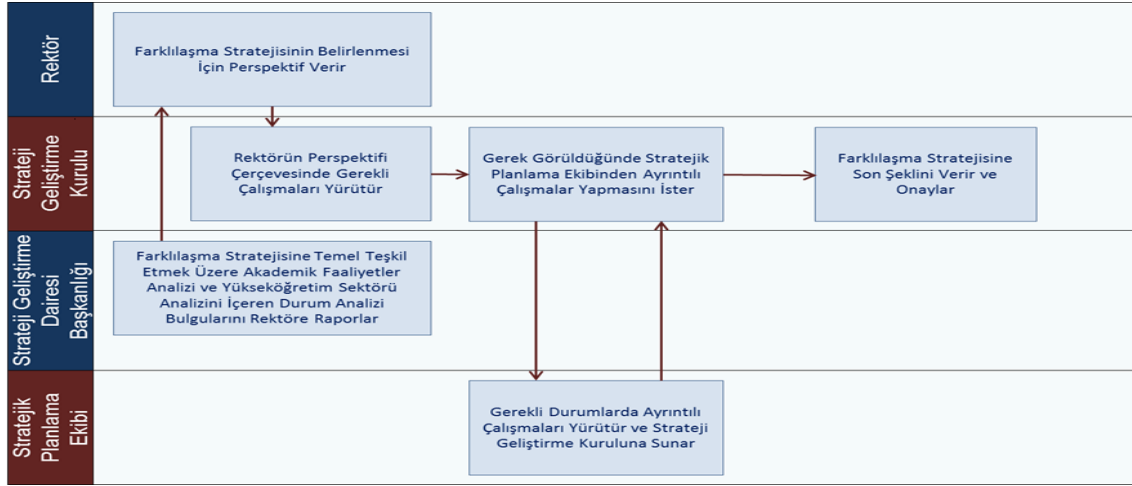 Rektör
Farklılaşma Stratejisinin Belirlenmesi
İçin Perspektif Verir
Strateji
Geliştirme
Kurulu
Rektörün Perspektifi
Çerçevesinde Gerekli
Çalışmaları Yürütür
Gerek Görüldüğünde Stratejik
Planlama Ekibinden Ayrıntılı
Çalışmalar Yapmasını İster
Farklılaşma Stratejisine
Son Şeklini Verir ve
Onaylar
Strateji Geliştirme
Dairesi
Başkanlığı
Farklılaşma Stratejisine Temel Teşkil
Etmek Üzere Akademik Faaliyetler
Analizi ve Yükseköğretim Sektörü
Analizini İçeren Durum Analizi
Bulgularını Rektöre Raporlar
Stratejik
Planlama
Ekibi
Gerekli Durumlarda Ayrıntılı
Çalışmaları Yürütür ve Strateji
Geliştirme Kuruluna Sunar